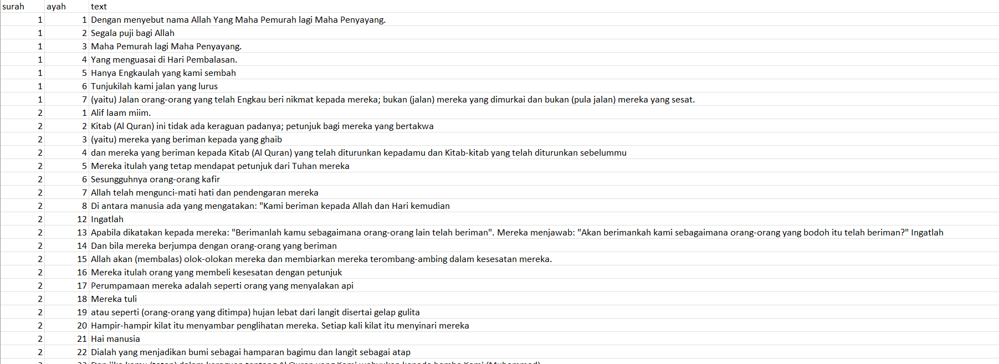 surah ayah text
1 1 Dengan menyebut nama Allah Yang Maha Pemurah lagi Maha Penyayang.
1 2 Segala puji bagi Allah
1 3 Maha Pemurah lagi Maha Penyayang.
1 4 Yang menguasai di Hari Pembalasan.
1 5 Hanya Engkaulah yang kami sembah
1 6 Tunjukilah kami jalan yang lurus
1 7 (yaitu) Jalan orang-orang yang telah Engkau beri nikmat kepada mereka; bukan (jalan) mereka yang dimurkai dan bukan (pula jalan) mereka yang sesat.
2 1 Alif laam miim.
2 2 Kitab (Al Quran) ini tidak ada keraguan padanya; petunjuk bagi mereka yang bertakwa
2 3 (yaitu) mereka yang beriman kepada yang ghaib
2 4 dan mereka yang beriman kepada Kitab (Al Quran) yang telah diturunkan kepadamu dan Kitab-kitab yang telah diturunkan sebelummu
2 5 Mereka itulah yang tetap mendapat petunjuk dari Tuhan mereka
2 6 Sesungguhnya orang-orang kafir
2 7 Allah telah mengunci-mati hati dan pendengaran mereka
2 8 Di antara manusia ada yang mengatakan: "Kami beriman kepada Allah dan Hari kemudian
2 12 Ingatlah
2 13 Apabila dikatakan kepada mereka: "Berimanlah kamu sebagaimana orang-orang lain telah beriman". Mereka menjawab: "Akan berimankah kami sebagaimana orang-orang yang bodoh itu telah beriman?" Ingatlah
2 14 Dan bila mereka berjumpa dengan orang-orang yang beriman
2 15 Allah akan (membalas) olok-olokan mereka dan membiarkan mereka terombang-ambing dalam kesesatan mereka.
2 16 Mereka itulah orang yang membeli kesesatan dengan petunjuk
2 17 Perumpamaan mereka adalah seperti orang yang menyalakan api
2 18 Mereka tuli
2 19 atau seperti (orang-orang yang ditimpa) hujan lebat dari langit disertai gelap gulita
2 20 Hampir-hampir kilat itu menyambar penglihatan mereka. Setiap kali kilat itu menyinari mereka
2 21 Hai manusia
2 22 Dialah yang menjadikan bumi sebagai hamparan bagimu dan langit sebagai atap